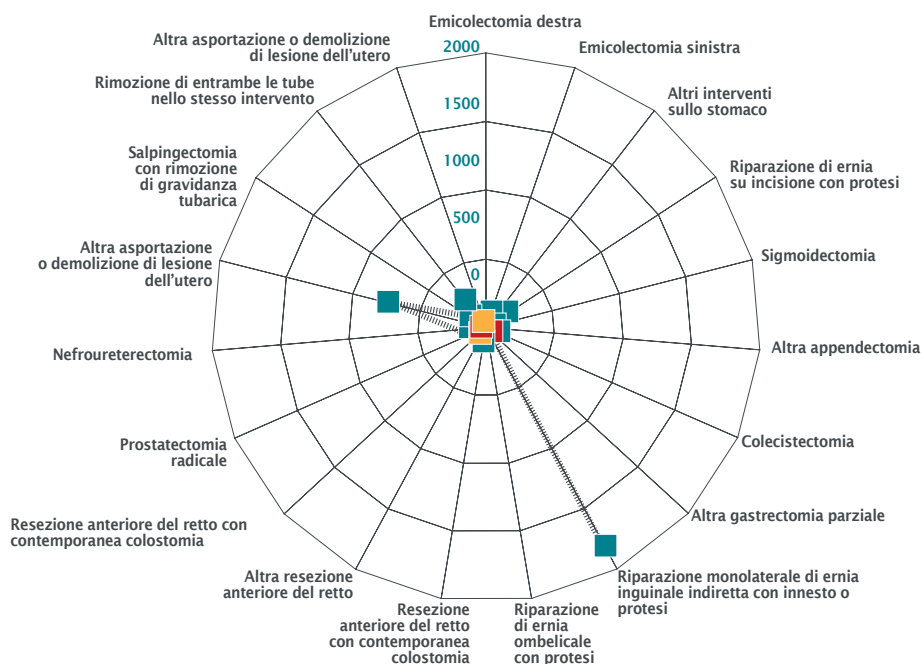 Emicolectomia destra
Emicolectomia sinistra
Altri interventi
sullo stomaco
Riparazione di ernia
su incisione con protesi
Sigmoidectomia
Altra appendectomia
Colecistectomia
Altra gastrectomia parziale
Riparazione monolaterale di ernia
inguinale indiretta con innesto o
protesi
Riparazione
di ernia
ombelicale
con protesi
Resezione
anteriore del retto
con contemporanea
colostomia
Altra resezione
anteriore del retto
Resezione anteriore del retto con
contemporanea colostomia
Prostatectomia
radicale
Nefroureterectomia
Altra asportazione
o demolizione di lesione
dell'utero
Salpingectomia
con rimozione
di gravidanza
tubarica
Rimozione di entrambe le tube
nello stesso intervento
Altra asportazione o demolizione
di lesione dell'utero
2000
1500
1000
500
0